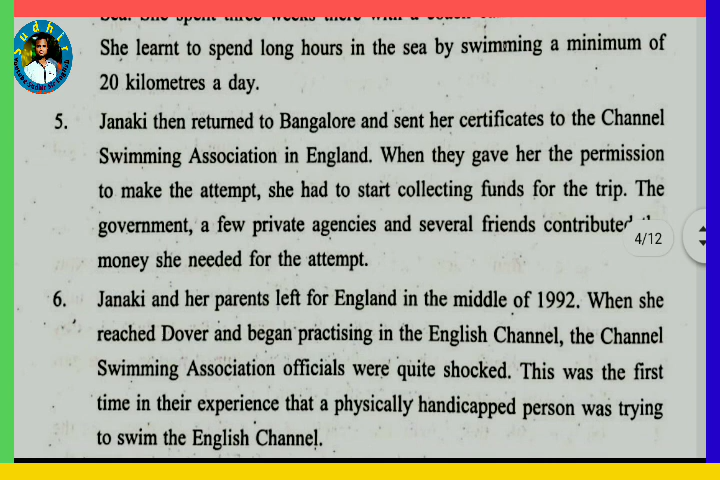 She learnt to spend long hours in the sea by swimming a minimum of
20 kilometres a day.
5. Janaki then returned to Bangalore and sent her certificates to the Channel
Swimming Association in England. When they gave her the permission
to make the attempt, she had to start collecting funds for the trip. The
government, a few private agencies and several friends contributed
4/12
money she needed for the attempt.
6. Janaki and her parents left for England in the middle of 1992. When she
reached Dover and began practising in the English Channel, the Channel
Swimming Association officials were quite shocked. This was the first
time in their experience that a physically handicapped person was trying
to swim the English Channel.